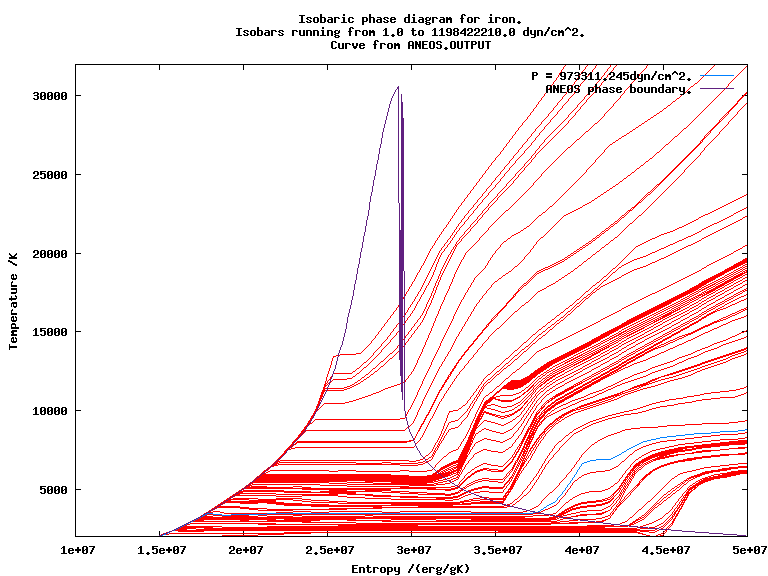 Isobaric phase diagram for iron.
Isobars running from 1.0 to 1198422210.0 dyn/cm^2.
Curve from ANEOS.OUTPUT
P = 973311.245dyn/cm^2.
ANEOS phase boundary.
30000
25000
20000
15000
10000
5000
Temperature /K
1e+07
1.5e+07
2e+07
2.5e+07
3e+07
3.5e+07
4e+07
4.5e+07
5e+07
Entropy /(erg/gK)